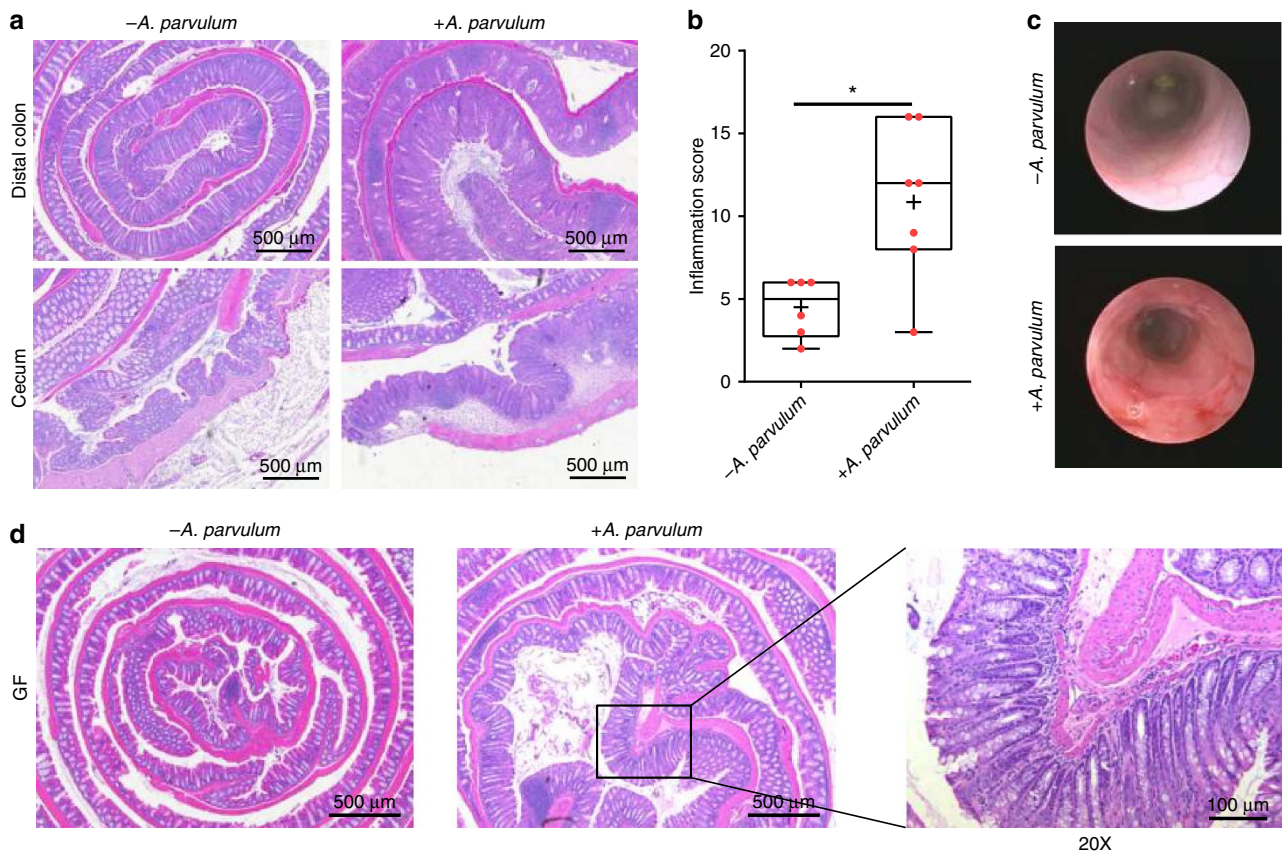 a
–A. parvulum
+A. parvulum
Distal colon
500 µm
500 µm
Cecum
500 µm
500 µm
b
20
15
10
5
0
Inflammation score
*
–A. parvulum
+A. parvulum
c
–A. parvulum
+A. parvulum
d
–A. parvulum
+A. parvulum
GF
500 µm
500 µm
100 µm
20X